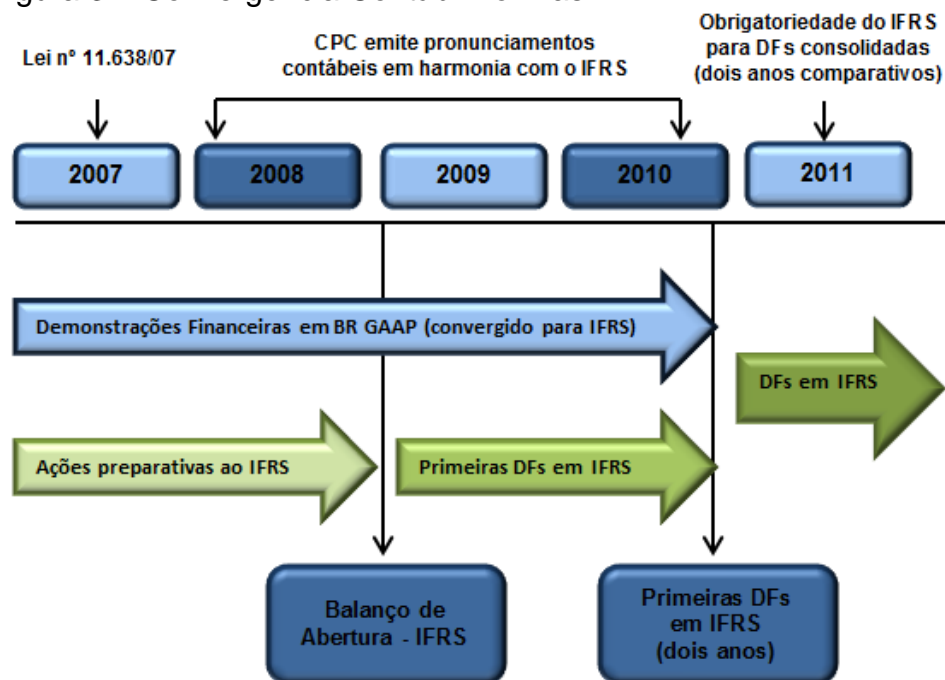 Lei nº 11.638/07
CPC emite pronunciamentos
contábeis em harmonia com o IFRS
Obrigatoriedade do IFRS
para DFs consolidadas
(dois anos comparativos)
2007
2008
2009
2010
2011
Demonstrações Financeiras em BR GAAP (convergido para IFRS)
DFs em IFRS
Ações preparativas ao IFRS
Primeiras DFs em IFRS
Balanço de
Abertura - IFRS
Primeiras DFs
em IFRS
(dois anos)